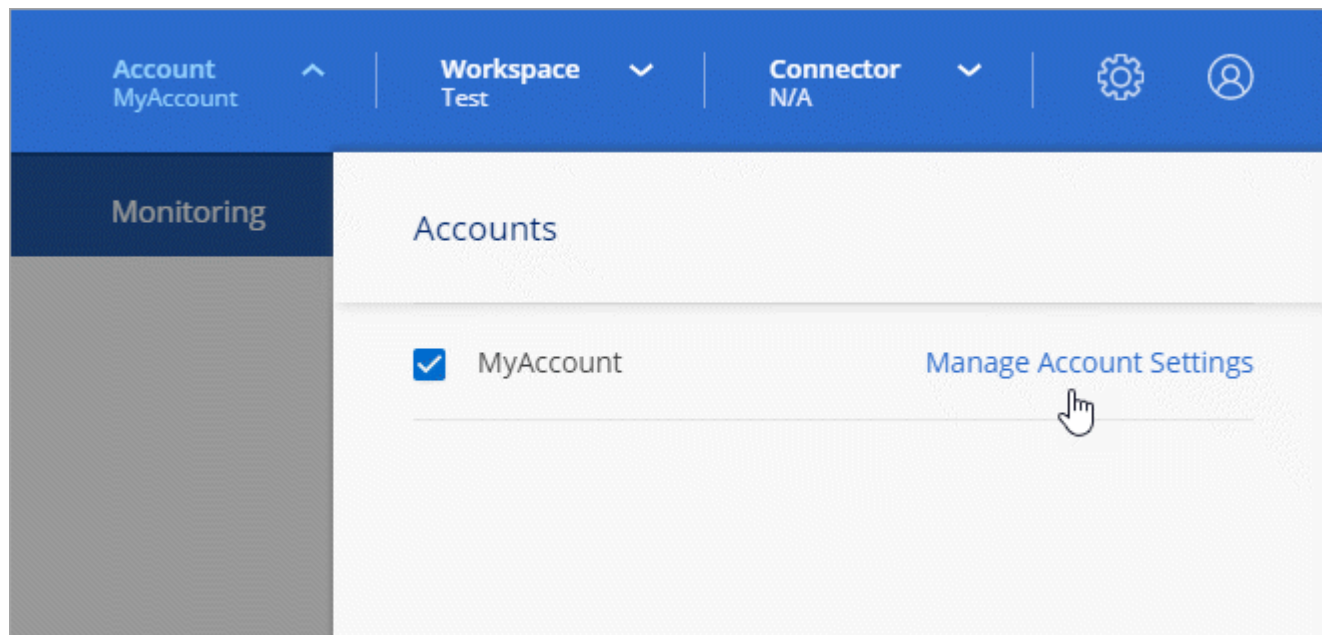 Account
MyAccount
Workspace
Test
Connector
N/A
Monitoring
Accounts
MyAccount
Manage Account Settings